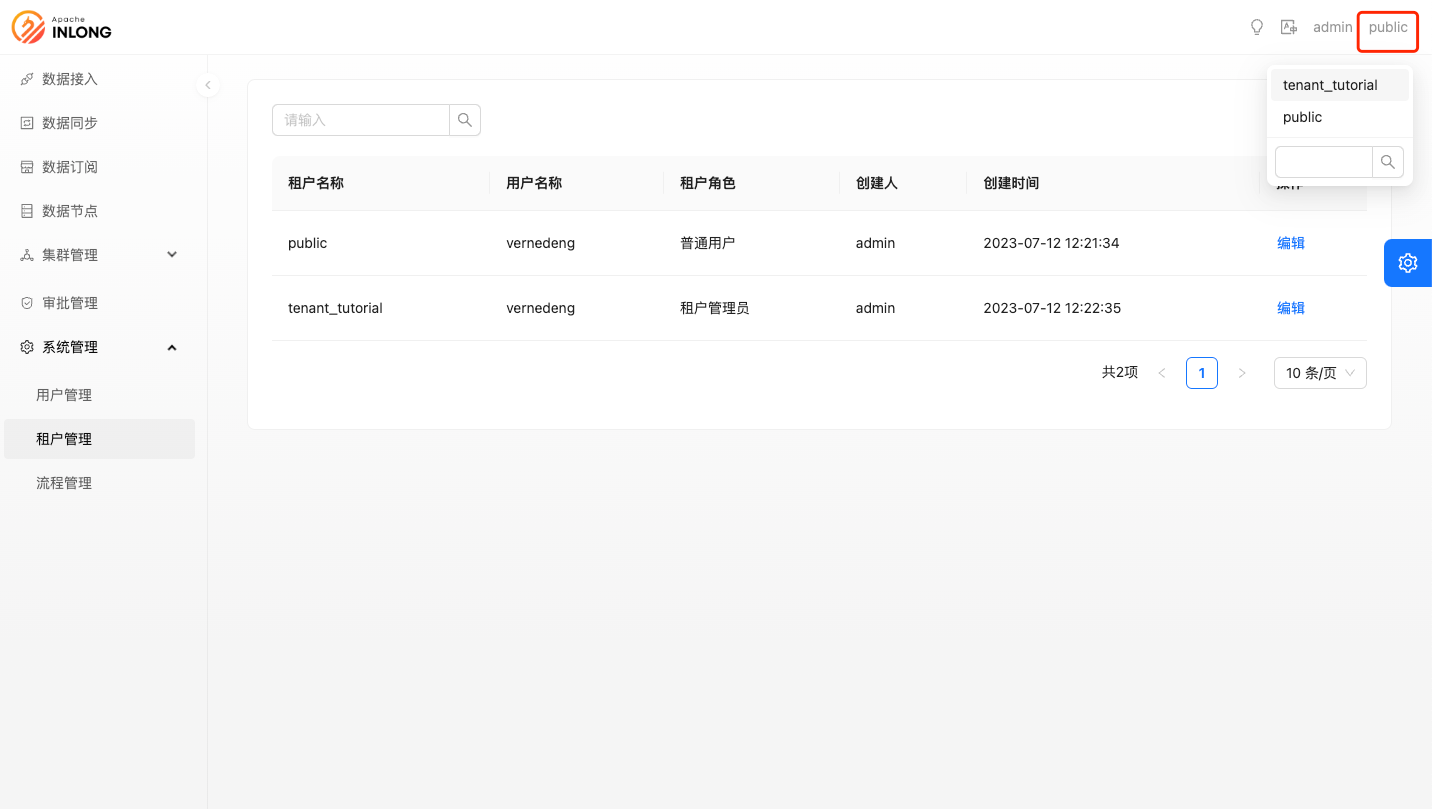 Apache
INLONG
admin
public
数据接入
数据同步
数据订阅
数据节点
集群管理
审批管理
系统管理
用户管理
租户管理
流程管理
tenant_tutorial
public
请输入
租户名称 用户名称 租户角色 创建人 创建时间 操作
public vernedeng 普通用户 admin 2023-07-12 12:21:34 编辑
tenant_tutorial vernedeng 租户管理员 admin 2023-07-12 12:22:35 编辑
共2项 1 10 条/页